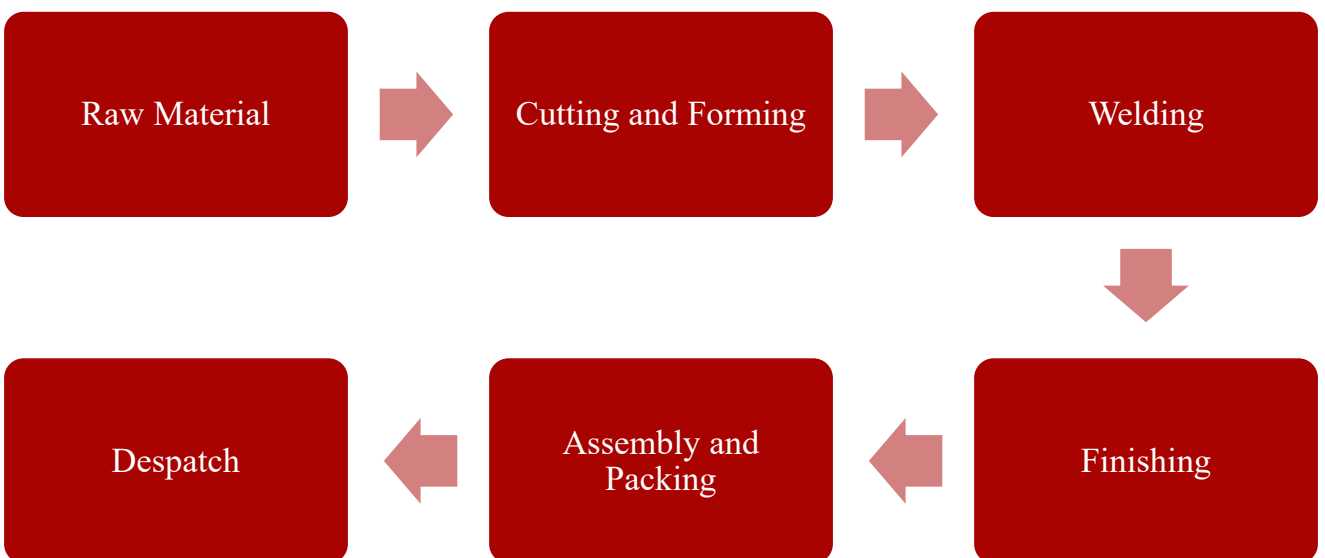 Raw Material
Cutting and Forming
Welding
Finishing
Assembly and
Packing
Despatch